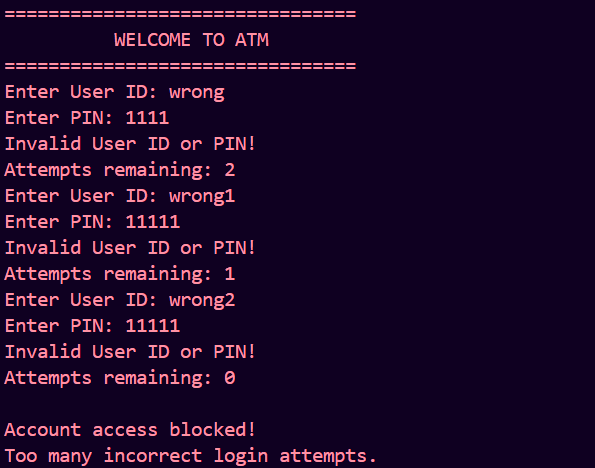 ================================
WELCOME TO ATM
================================
Enter User ID: wrong
Enter PIN: 1111
Invalid User ID or PIN!
Attempts remaining: 2
Enter User ID: wrong1
Enter PIN: 11111
Invalid User ID or PIN!
Attempts remaining: 1
Enter User ID: wrong2
Enter PIN: 11111
Invalid User ID or PIN!
Attempts remaining: 0
Account access blocked!
Too many incorrect login attempts.